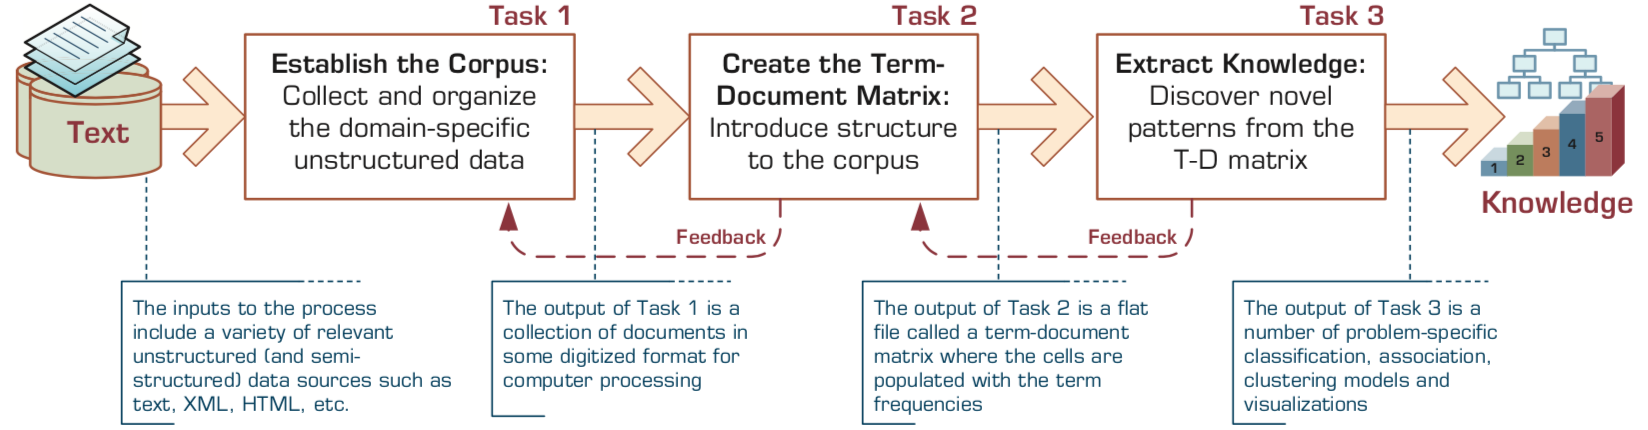 Task 1
Task 2
Task 3
Text
Establish the Corpus:
Collect and organize
the domain-specific
unstructured data
Create the Term-
Document Matrix:
Introduce structure
to the corpus
Extract Knowledge:
Discover novel
patterns from the
T-D matrix
1
2
3
4
5
Knowledge
Feedback
Feedback
The inputs to the process
include a variety of relevant
unstructured (and semi-
structured) data sources such as
text, XML, HTML, etc.
The output of Task 1 is a
collection of documents in
some digitized format for
computer processing
The output of Task 2 is a flat
file called a term-document
matrix where the cells are
populated with the term
frequencies
The output of Task 3 is a
number of problem-specific
classification, association,
clustering models and
visualizations